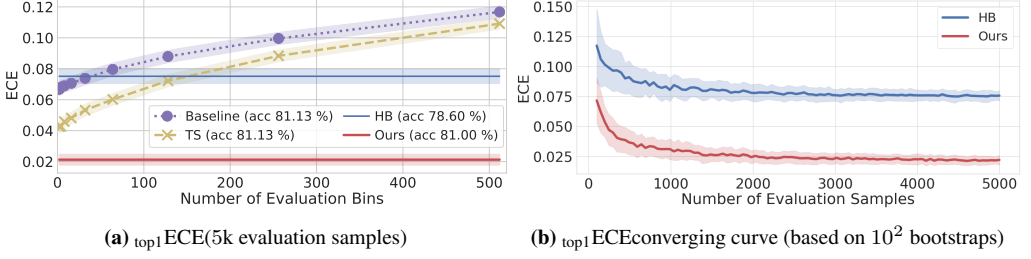 0.12
0.10
0.08
0.06
0.04
0.02
ECE
Baseline (acc 81.13 %)
TS (acc 81.13 %)
HB (acc 78.60 %)
Ours (acc 81.00 %)
0 100 200 300 400 500
Number of Evaluation Bins
(a) top1ECE(5k evaluation samples)
0.150
0.125
0.100
0.075
0.050
0.025
ECE
HB
Ours
0 1000 2000 3000 4000 5000
Number of Evaluation Samples
(b) top1ECEconverging curve (based on 10² bootstraps)